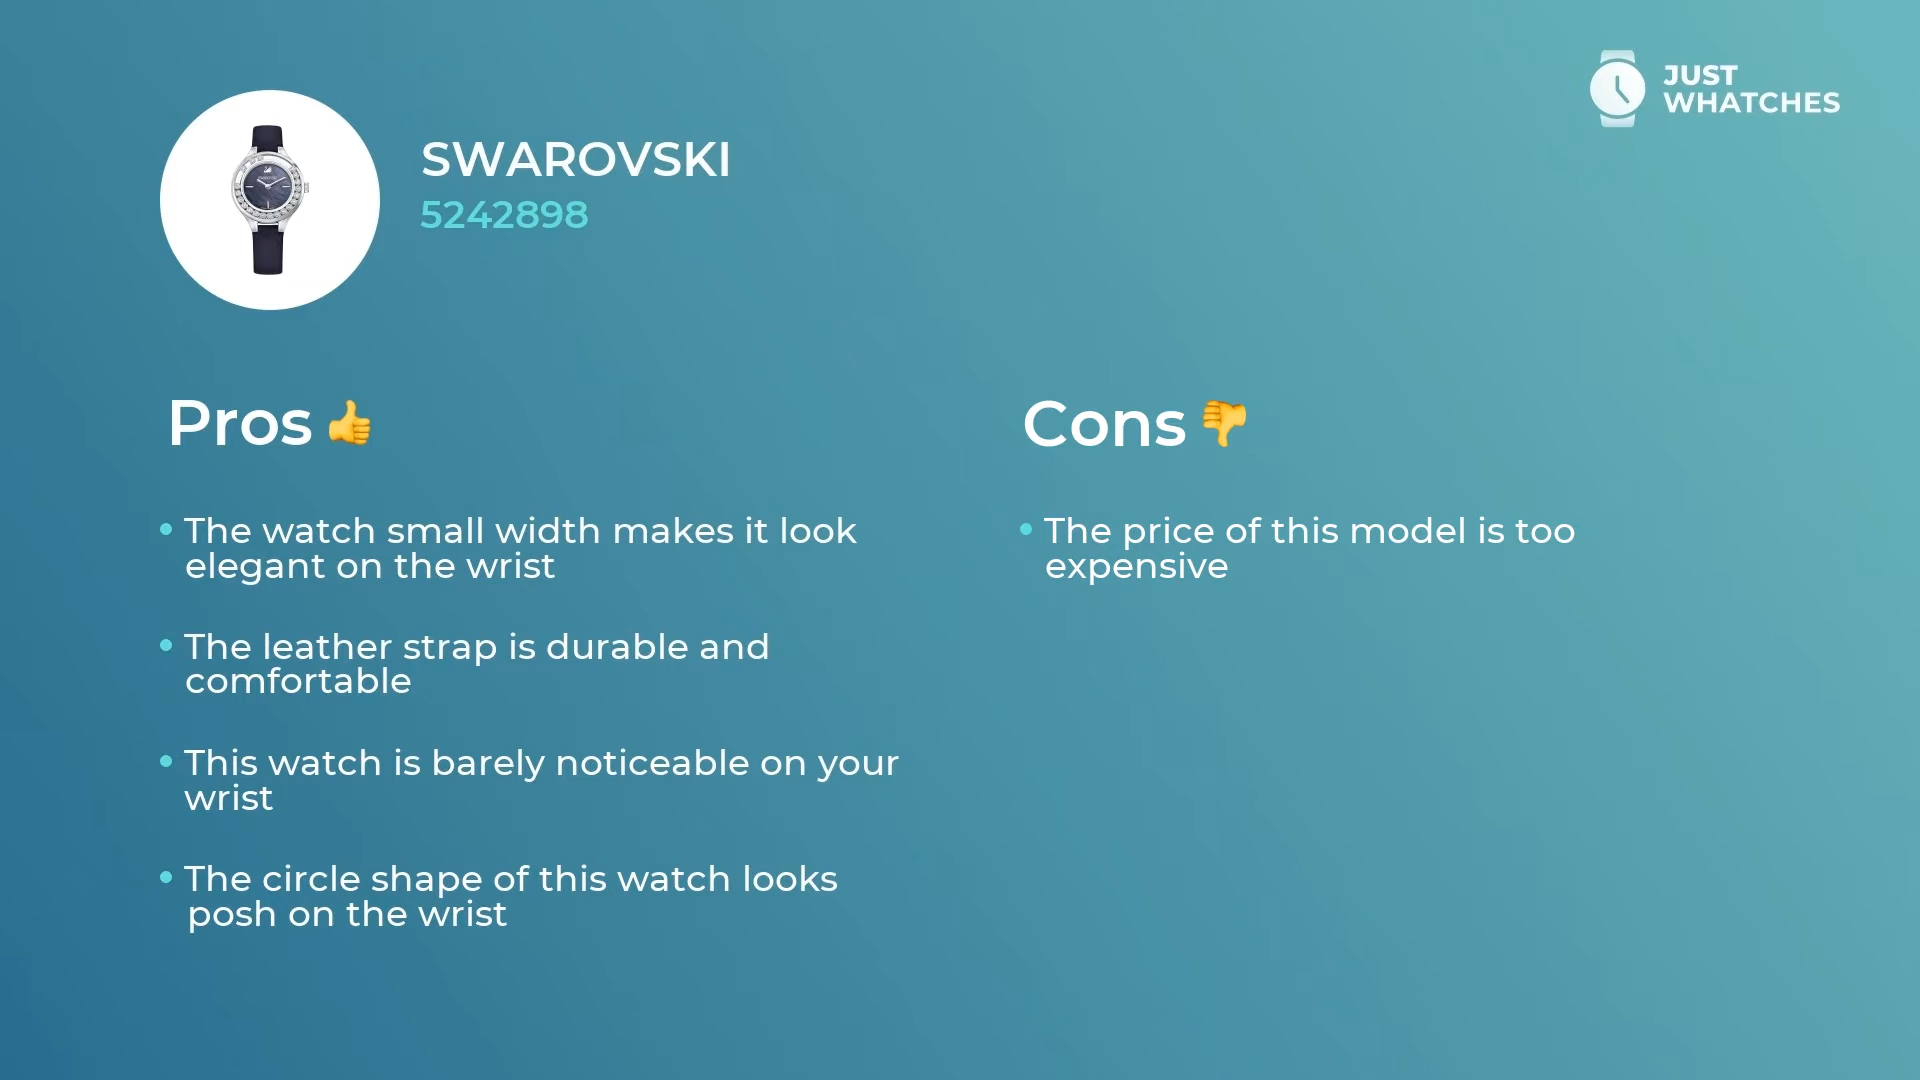 JUST
WHATCHES
SWAROVSKI
5242898
Pros
• The watch small width makes it look
elegant on the wrist
• The leather strap is durable and
comfortable
• This watch is barely noticeable on your
wrist
• The circle shape of this watch looks
posh on the wrist
Cons
• The price of this model is too
expensive